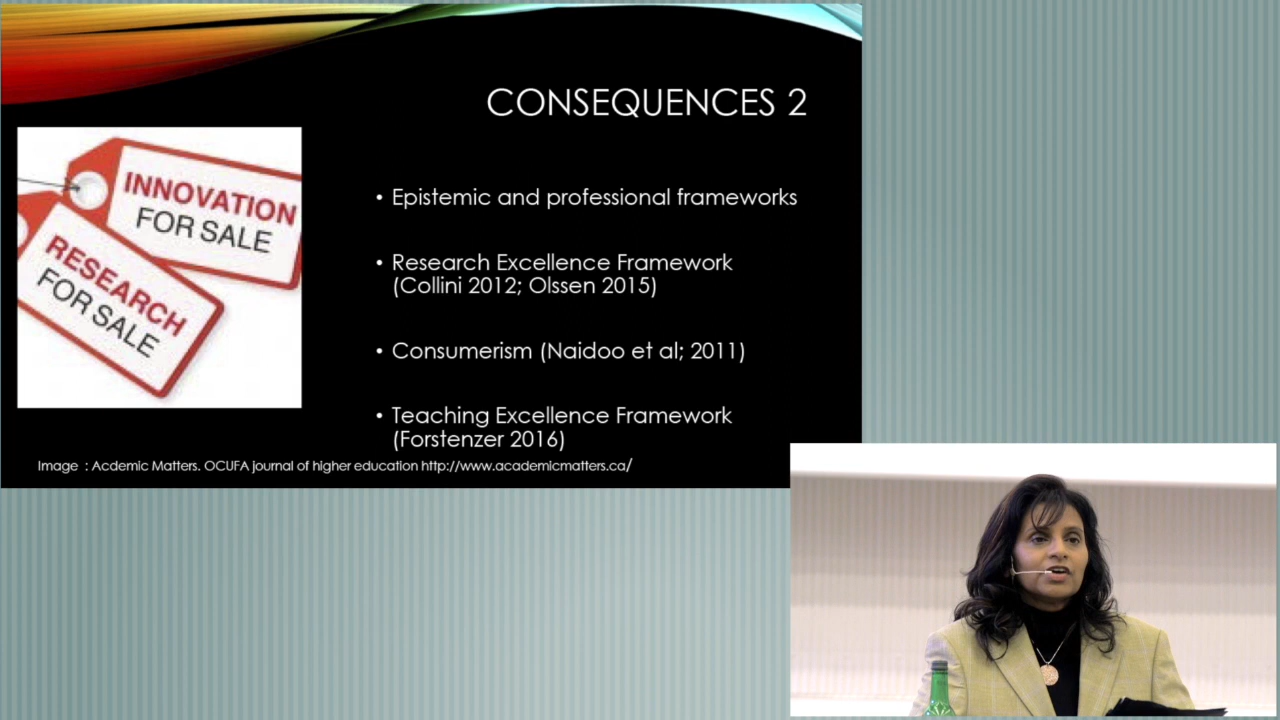 CONSEQUENCES 2
INNOVATION
FOR SALE
RESEARCH
FOR SALE
• Epistemic and professional frameworks
• Research Excellence Framework
(Collini 2012; Olssen 2015)
• Consumerism (Naidoo et al; 2011)
• Teaching Excellence Framework
(Forstenzer 2016)
Image : Acdemic Matters. OCUFA journal of higher education http://www.academicmatters.ca/